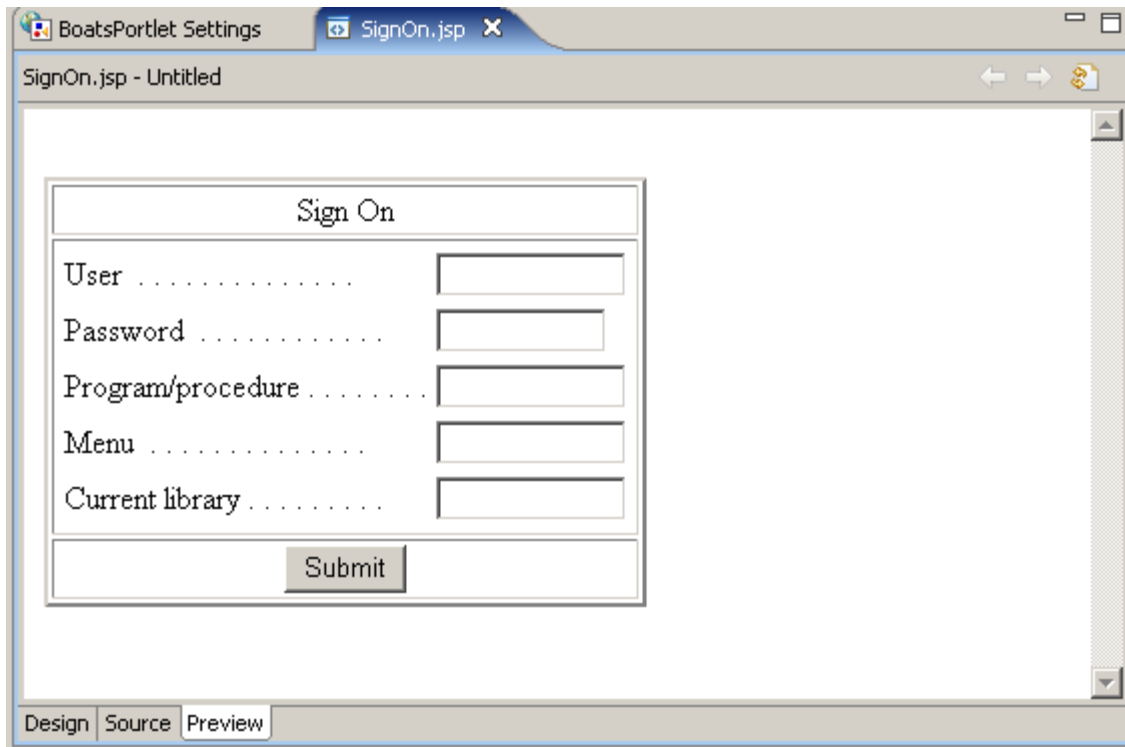 BoatsPortlet Settings SignOn.jsp
SignOn.jsp - Untitled
Sign On
User . . . . . . . . . . . . . .
Password . . . . . . . . . . . .
Program/procedure . . . . . . . .
Menu . . . . . . . . . . . . . .
Current library . . . . . . . . .
Submit
Design Source Preview